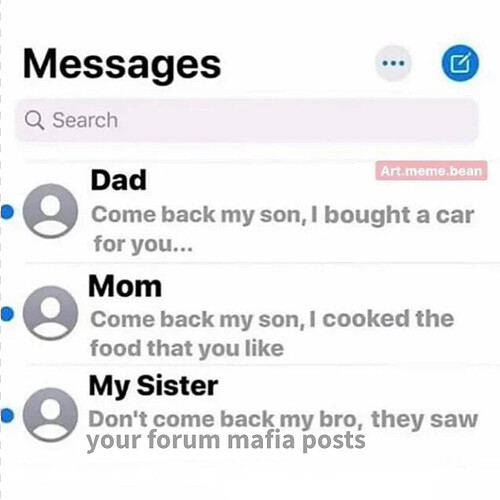 Messages
Search
Art.meme.bean
Dad
Come back my son, I bought a car
for you...
Mom
Come back my son, I cooked the
food that you like
My Sister
Don't come back my bro, they saw
your forum mafia posts